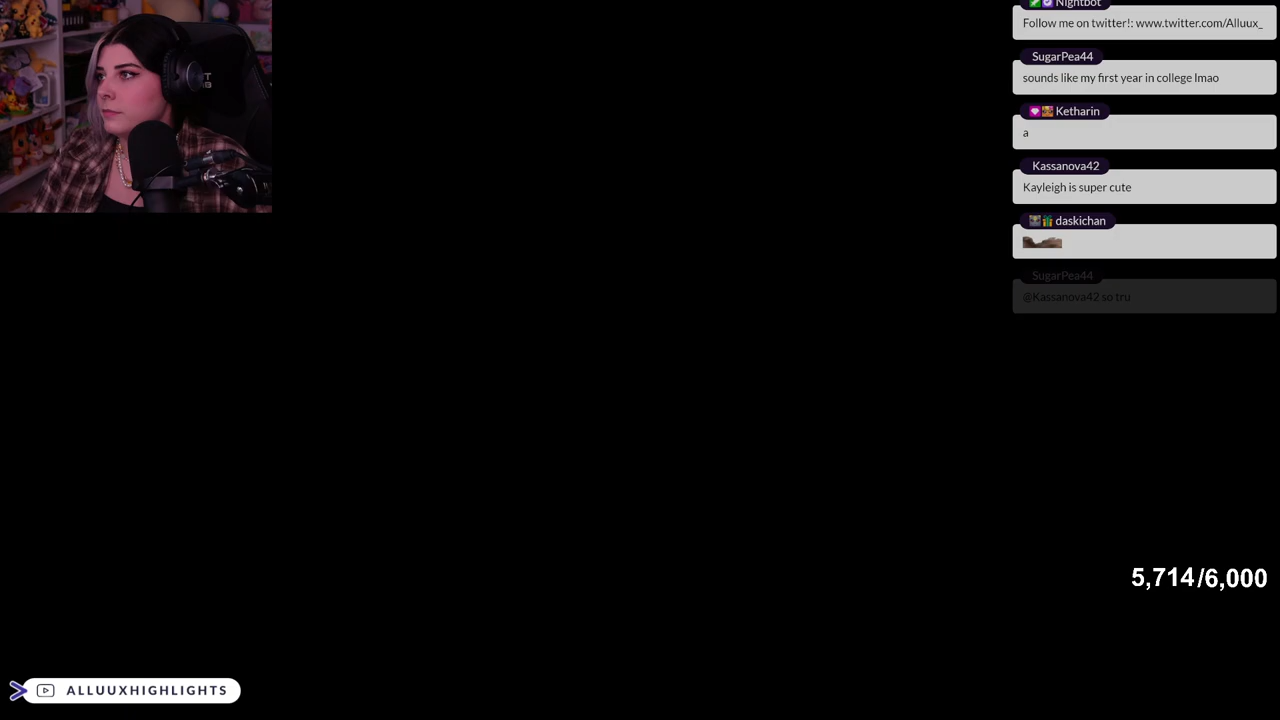 Nightbot
Follow me on twitter!: www.twitter.com/Alluux_
SugarPea44
sounds like my first year in college lmao
Ketharin
a
Kassanova42
Kayleigh is super cute
daskichan
SugarPea44
@Kassanova42 so tru
5,714/6,000
ALLUUXHIGHLIGHTS